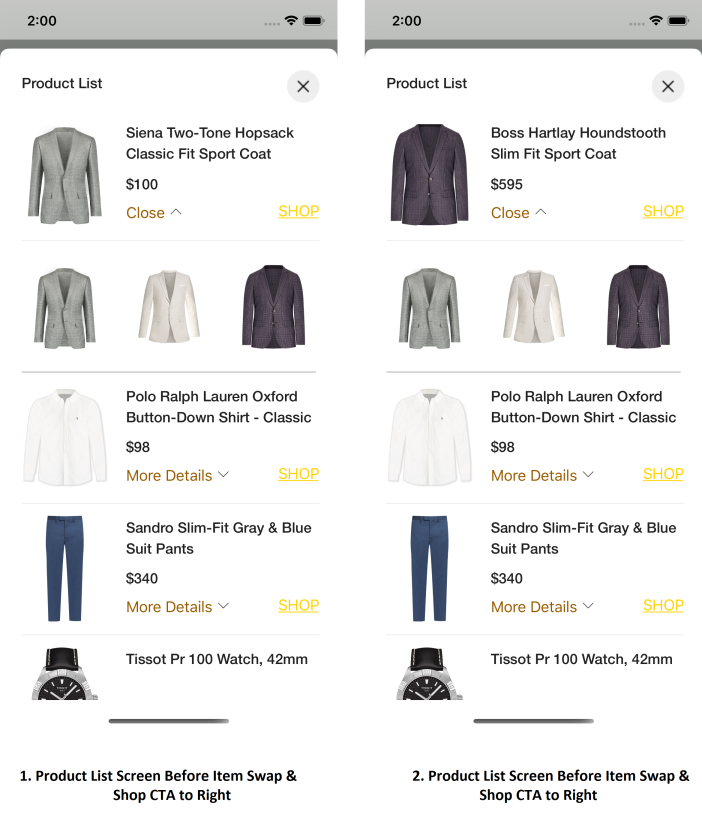 2:00
Product List
Siena Two-Tone Hopsack
Classic Fit Sport Coat
$100
Close
SHOP
Polo Ralph Lauren Oxford
Button-Down Shirt - Classic
$98
More Details
SHOP
Sandro Slim-Fit Gray & Blue
Suit Pants
$340
More Details
SHOP
Tissot Pr 100 Watch, 42mm
1. Product List Screen Before Item Swap &
Shop CTA to Right
2:00
Product List
Boss Hartlay Houndstooth
Slim Fit Sport Coat
$595
Close
SHOP
Polo Ralph Lauren Oxford
Button-Down Shirt - Classic
$98
More Details
SHOP
Sandro Slim-Fit Gray & Blue
Suit Pants
$340
More Details
SHOP
Tissot Pr 100 Watch, 42mm
2. Product List Screen Before Item Swap &
Shop CTA to Right